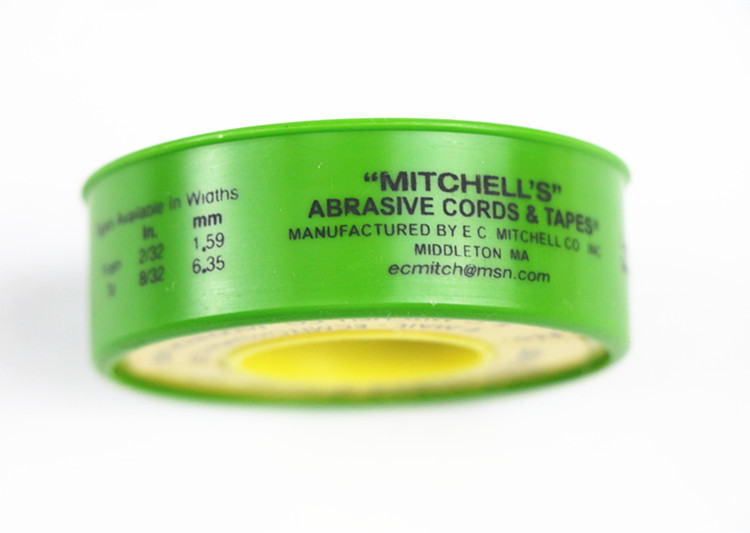 "MITCHELL'S"
ABRASIVE CORDS & TAPES"
MANUFACTURED BY E C MITCHELL CO INC
MIDDLETON MA
ecmitch@msn.com
Available In Widths
in. mm
2/32 1.59
To 8/32 6.35